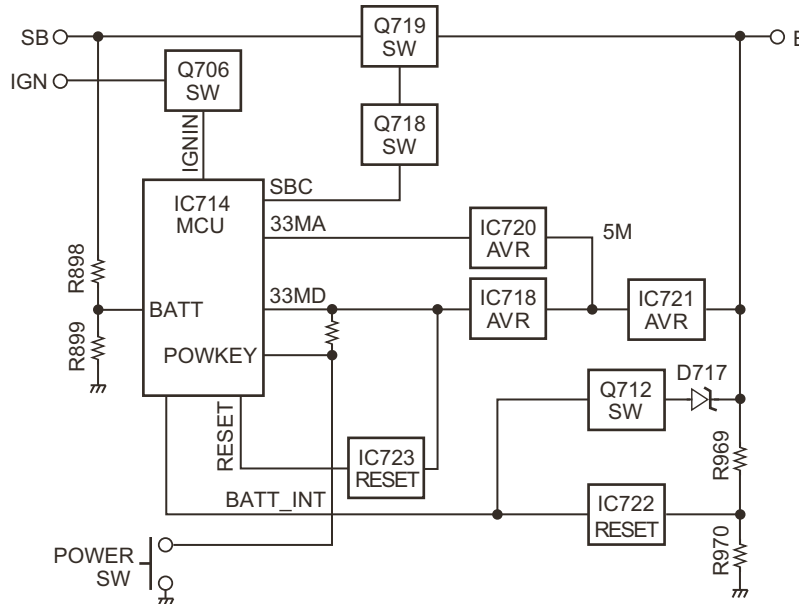 SB
Q719
SW
IGN
Q706
SW
Q718
SW
IGNIN
IC714
MCU
SBC
33MA
IC720
AVR
5M
R898
33MD
IC718
AVR
IC721
AVR
BATT
R899
POWKEY
Q712
SW
D717
RESET
IC723
RESET
R969
BATT_INT
IC722
RESET
POWER
SW
R970